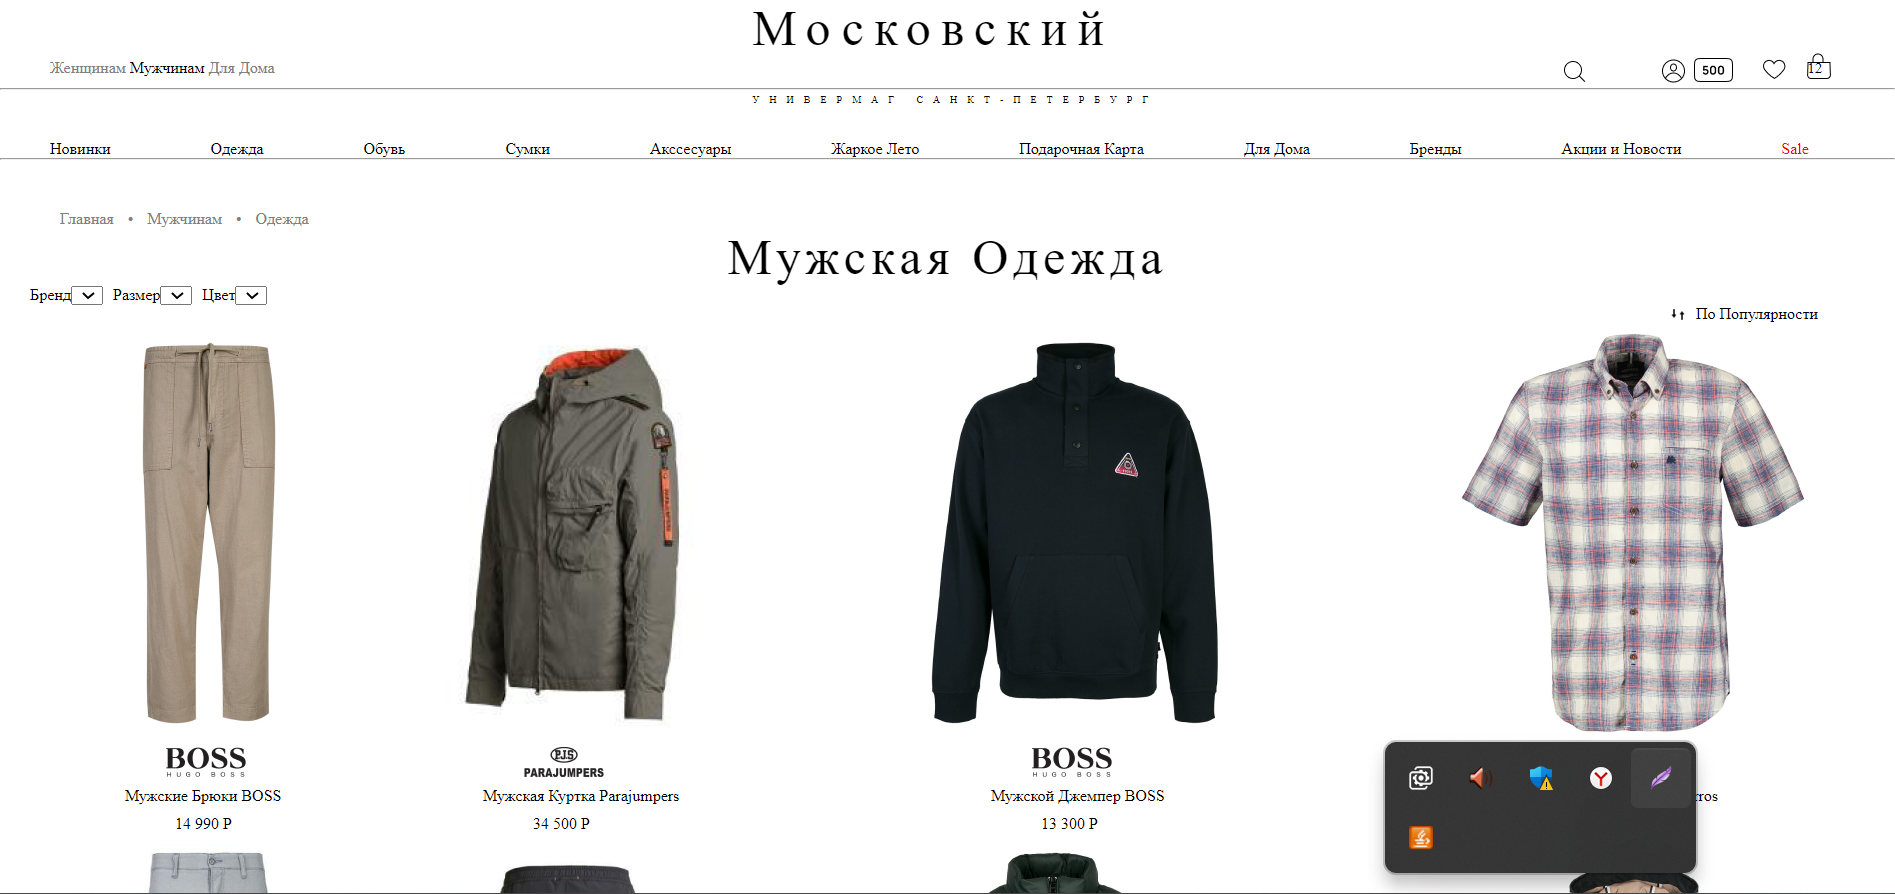 Московский
Женщинам Мужчинам Для Дома
500
12
УНИВЕРМАГ САНКТ-ПЕТЕРБУРГ
Новинки Одежда Обувь Сумки Акссесуары Жаркое Лето Подарочная Карта Для Дома Бренды Акции и Новости Sale
Главная • Мужчинам • Одежда
Мужская Одежда
Бренд Размер Цвет
По Популярности
BOSS
HUGO BOSS
P.J.S
PARAJUMPERS
BOSS
HUGO BOSS
Мужские Брюки BOSS
Мужская Куртка Parajumpers
Мужской Джемпер BOSS
14 990 Р
34 500 Р
13 300 Р